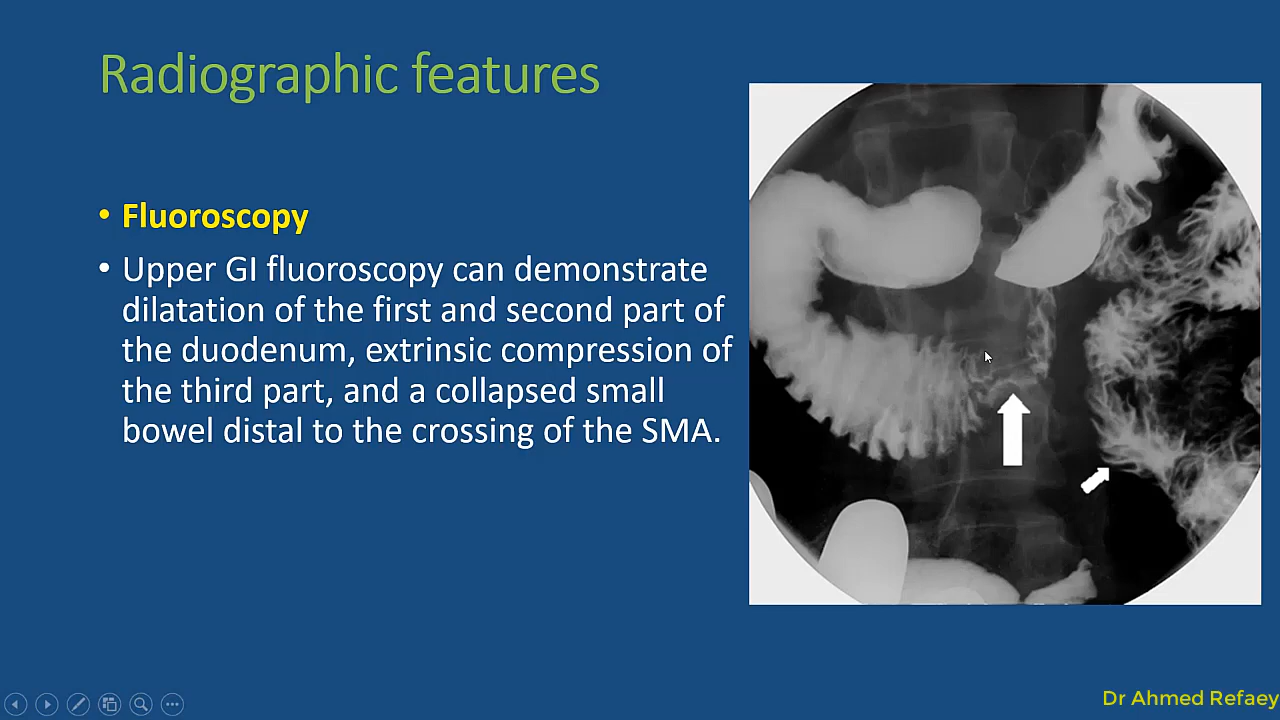 Radiographic features
• Fluoroscopy
• Upper GI fluoroscopy can demonstrate
dilatation of the first and second part of
the duodenum, extrinsic compression of
the third part, and a collapsed small
bowel distal to the crossing of the SMA.
Dr Ahmed Refaey